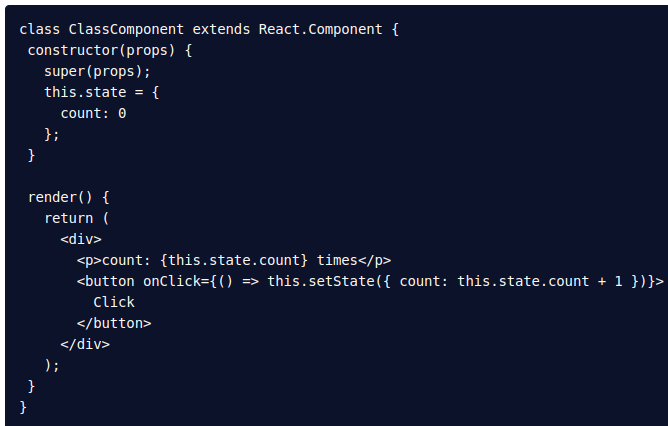 class ClassComponent extends React.Component {
 constructor(props) {
   super(props);
   this.state = {
     count: 0
   };
 }

 render() {
   return (
     <div>
       <p>count: {this.state.count} times</p>
       <button onClick={() => this.setState({ count: this.state.count + 1 })}>
         Click
       </button>
     </div>
   );
 }
}